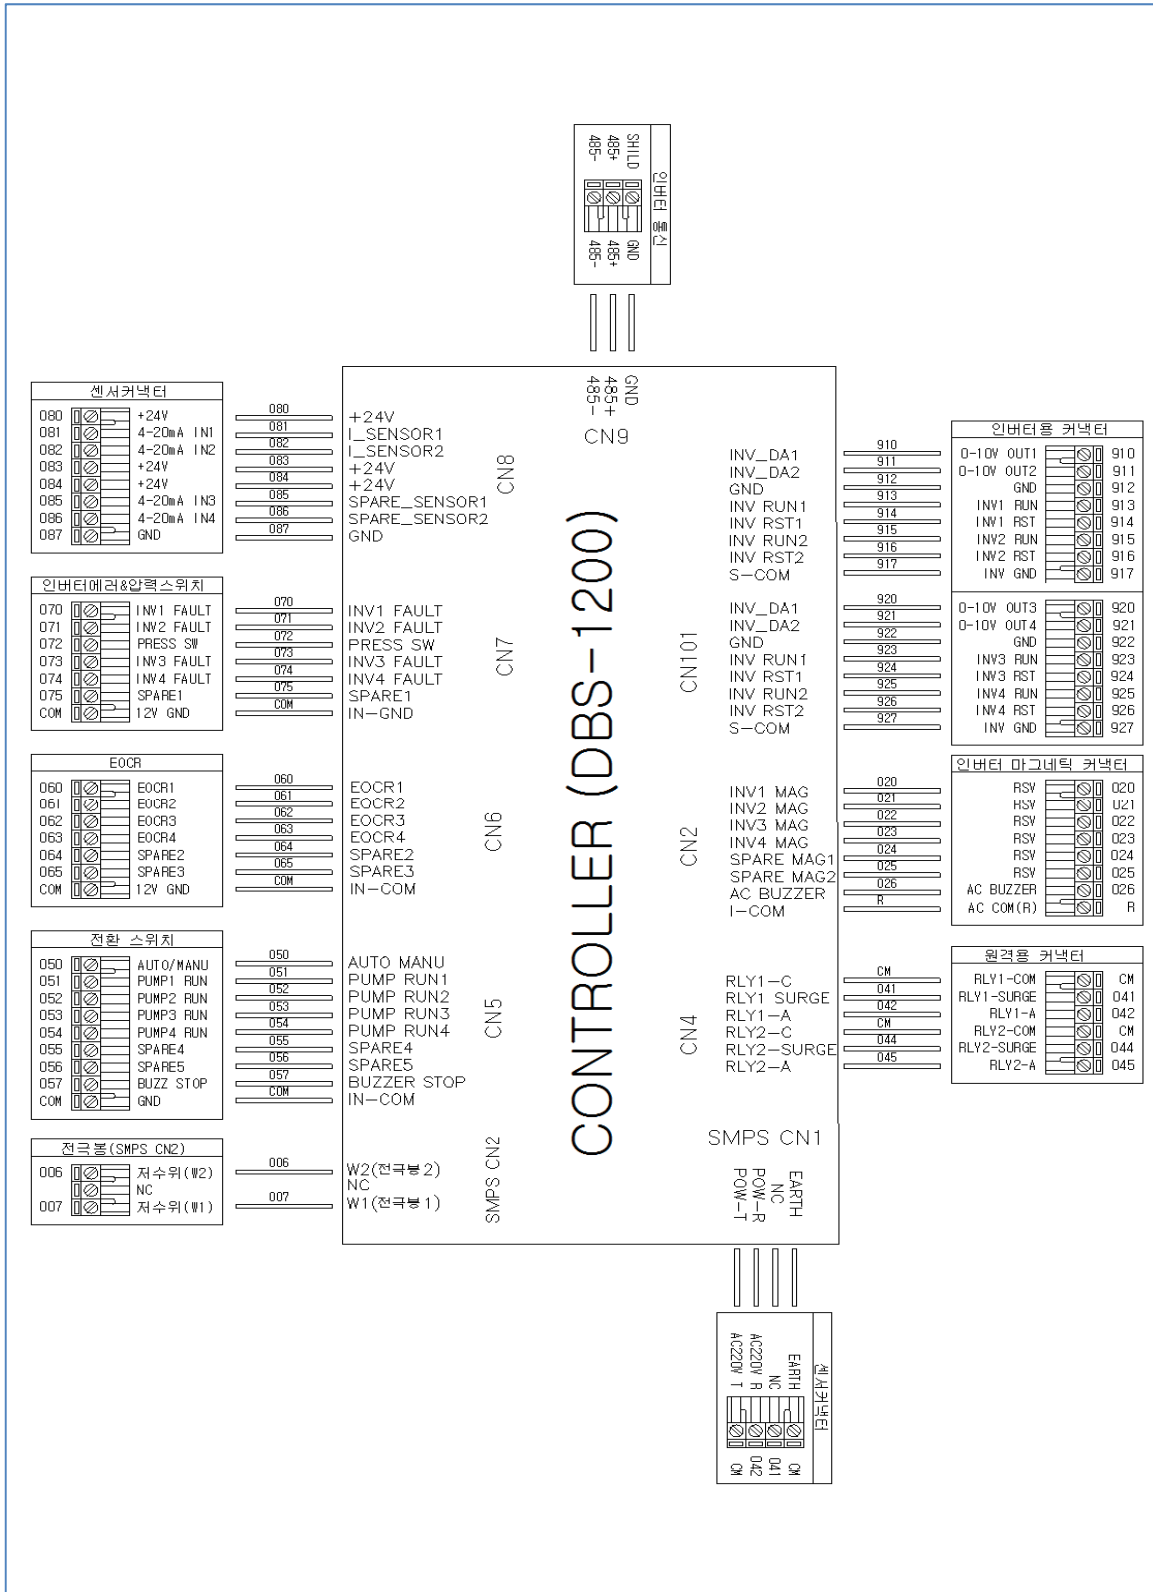 485- 485+ SHILD
인버터 통신
485- 485+ GND
485- 485+ GND
CN9
CONTROLLER (DBS-1200)
센서커낵터
080 +24V
081 4-20mA IN1
082 4-20mA IN2
083 +24V
084 +24V
085 4-20mA IN3
086 4-20mA IN4
087 GND
080 +24V
081 I_SENSOR1
082 I_SENSOR2
083 +24V
084 +24V
085 SPARE_SENSOR1
086 SPARE_SENSOR2
087 GND
CN8
인버터에러&압력스위치
070 INV1 FAULT
071 INV2 FAULT
072 PRESS SW
073 INV3 FAULT
074 INV4 FAULT
075 SPARE1
COM 12V GND
070 INV1 FAULT
071 INV2 FAULT
072 PRESS SW
073 INV3 FAULT
074 INV4 FAULT
075 SPARE1
COM IN-GND
CN7
EOCR
060 EOCR1
061 EOCR2
062 EOCR3
063 EOCR4
064 SPARE2
065 SPARE3
COM 12V GND
060 EOCR1
061 EOCR2
062 EOCR3
063 EOCR4
064 SPARE2
065 SPARE3
COM IN-COM
CN6
전환 스위치
050 AUTO/MANU
051 PUMP1 RUN
052 PUMP2 RUN
053 PUMP3 RUN
054 PUMP4 RUN
055 SPARE4
056 SPARE5
057 BUZZ STOP
COM GND
050 AUTO MANU
051 PUMP RUN1
052 PUMP RUN2
053 PUMP RUN3
054 PUMP RUN4
055 SPARE4
056 SPARE5
057 BUZZER STOP
COM IN-COM
CN5
전극봉(SMPS CN2)
006 저수위(W2)
NC
007 저수위(W1)
006 W2(전극봉2)
NC
007 W1(전극봉1)
SMPS CN2
INV_DA1 910
INV_DA2 911
GND 912
INV RUN1 913
INV RST1 914
INV RUN2 915
INV RST2 916
S-COM 917
인버터용 커낵터
0-10V OUT1 910
0-10V OUT2 911
GND 912
INV1 RUN 913
INV1 RST 914
INV2 RUN 915
INV2 RST 916
INV GND 917
INV_DA1 920
INV_DA2 921
GND 922
INV RUN1 923
INV RST1 924
INV RUN2 925
INV RST2 926
S-COM 927
CN101
0-10V OUT3 920
0-10V OUT4 921
GND 922
INV3 RUN 923
INV3 RST 924
INV4 RUN 925
INV4 RST 926
INV GND 927
INV1 MAG 020
INV2 MAG 021
INV3 MAG 022
INV4 MAG 023
SPARE MAG1 024
SPARE MAG2 025
AC BUZZER 026
I-COM R
CN2
인버터 마그네틱 커낵터
RSV 020
RSV 021
RSV 022
RSV 023
RSV 024
RSV 025
AC BUZZER 026
AC COM(R) R
RLY1-C CM
RLY1 SURGE 041
RLY1-A 042
RLY2-C CM
RLY2-SURGE 044
RLY2-A 045
CN4
원격용 커낵터
RLY1-COM CM
RLY1-SURGE 041
RLY1-A 042
RLY2-COM CM
RLY2-SURGE 044
RLY2-A 045
SMPS CN1
POW-T POW-R NC EARTH
AC220V T AC220V R NC EARTH
센서커낵터
CM 042 041 CM